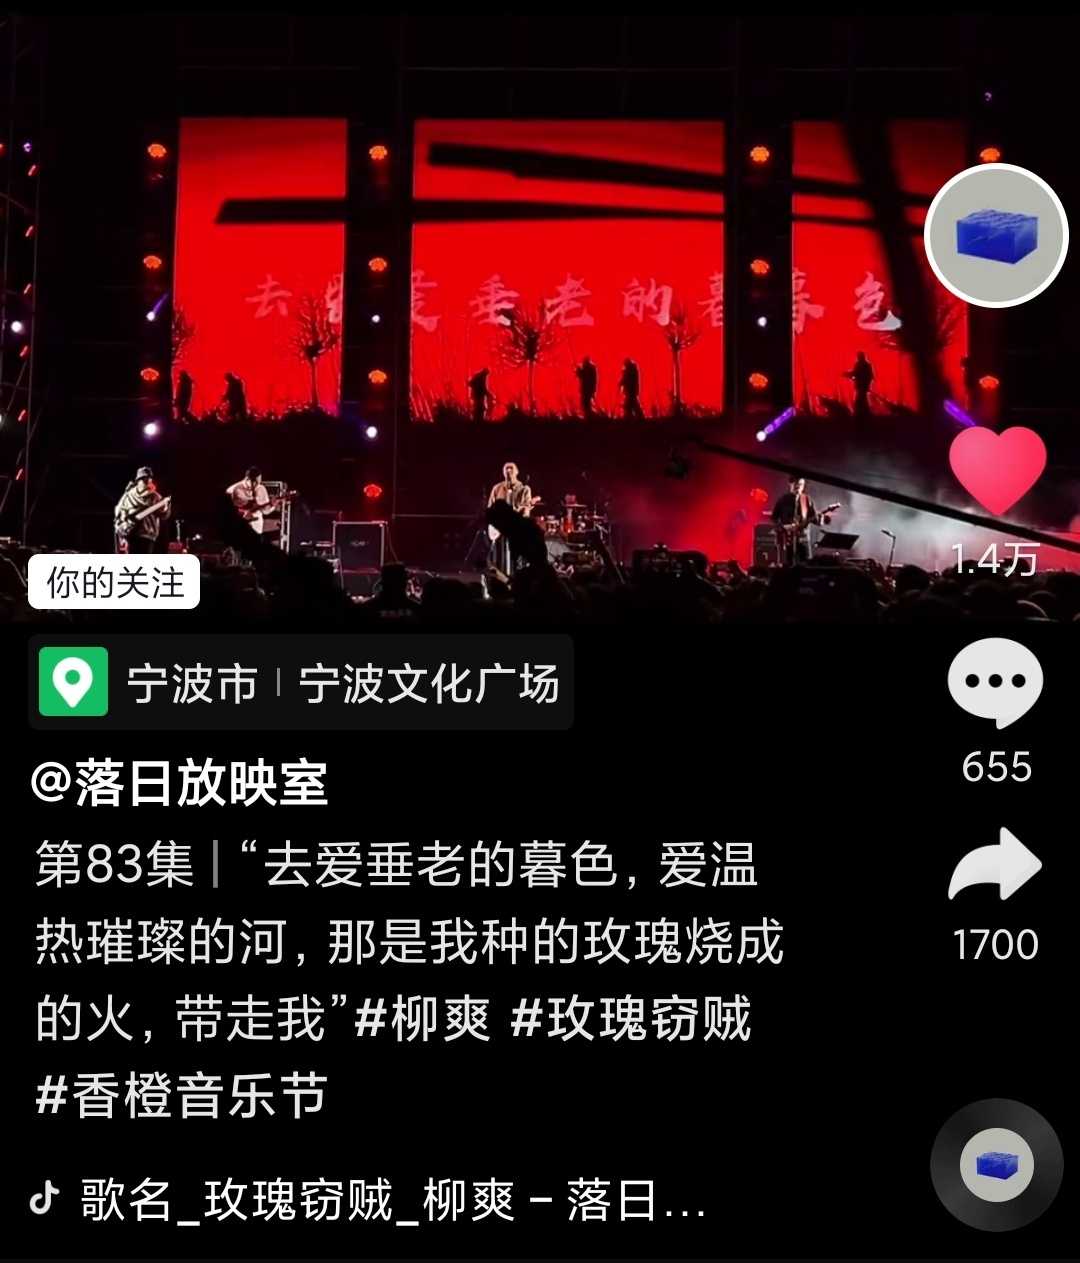 去爱垂老的暮色
1.4万
你的关注
宁波市 | 宁波文化广场
655
@落日放映室
第83集 | “去爱垂老的暮色, 爱温
热璀璨的河, 那是我种的玫瑰烧成
的火, 带走我”#柳爽 #玫瑰窃贼
#香橙音乐节
1700
歌名_玫瑰窃贼_柳爽 – 落日...